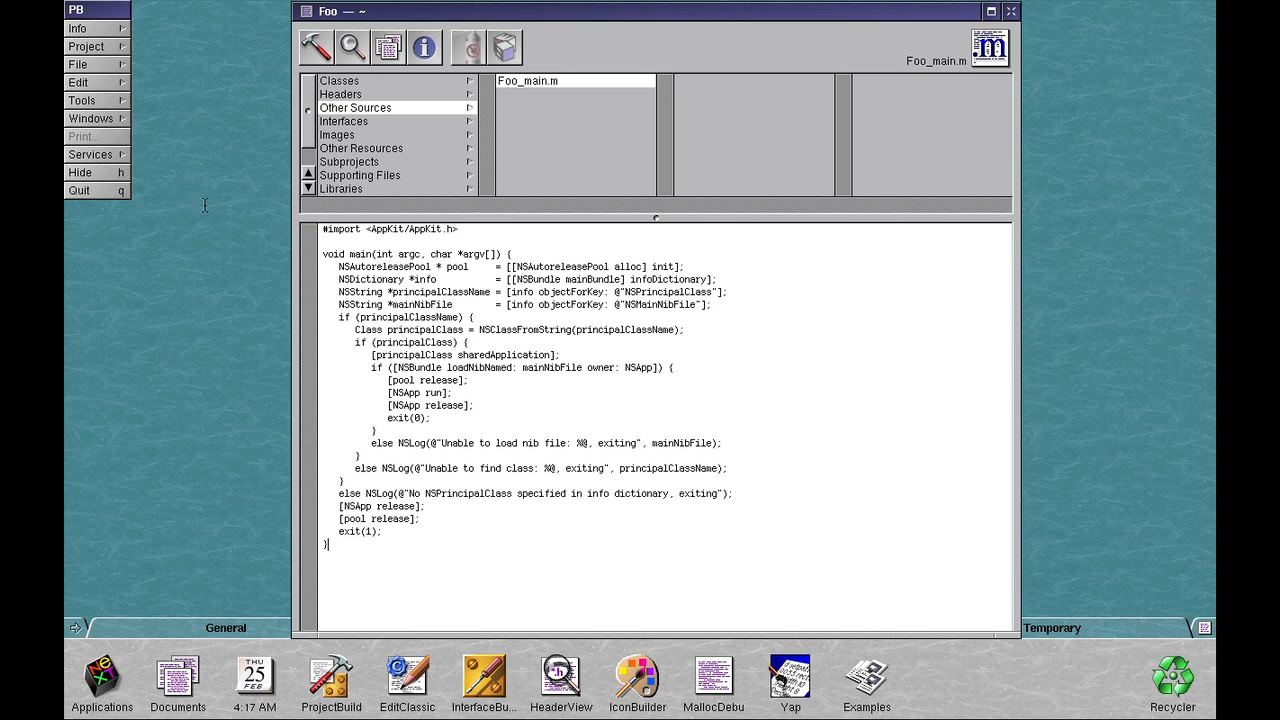 PB
Info
Project
File
Edit
Tools
Windows
Print...
Services
Hide h
Quit q
Foo — ~
Foo_main.m
.m
Classes
Headers
Other Sources
Interfaces
Images
Other Resources
Subprojects
Supporting Files
Libraries
Foo_main.m
#import <AppKit/AppKit.h>
void main(int argc, char *argv[]) {
NSAutoreleasePool * pool = [[NSAutoreleasePool alloc] init];
NSDictionary *info = [[NSBundle mainBundle] infoDictionary];
NSString *principalClassName = [info objectForKey: @"NSPrincipalClass"];
NSString *mainNibFile = [info objectForKey: @"NSMainNibFile"];
if (principalClassName) {
Class principalClass = NSClassFromString(principalClassName);
if (principalClass) {
[principalClass sharedApplication];
if ([NSBundle loadNibNamed: mainNibFile owner: NSApp]) {
[pool release];
[NSApp run];
[NSApp release];
exit(0);
}
else NSLog(@"Unable to load nib file: %@, exiting", mainNibFile);
}
else NSLog(@"Unable to find class: %@, exiting", principalClassName);
}
else NSLog(@"No NSPrincipalClass specified in info dictionary, exiting");
[NSApp release];
[pool release];
exit(1);
}
General
Temporary
THU
25
FEB
Applications
Documents
4:17 AM
ProjectBuild
EditClassic
InterfaceBu...
HeaderView
IconBuilder
MallocDebu
Yap
Examples
Recycler